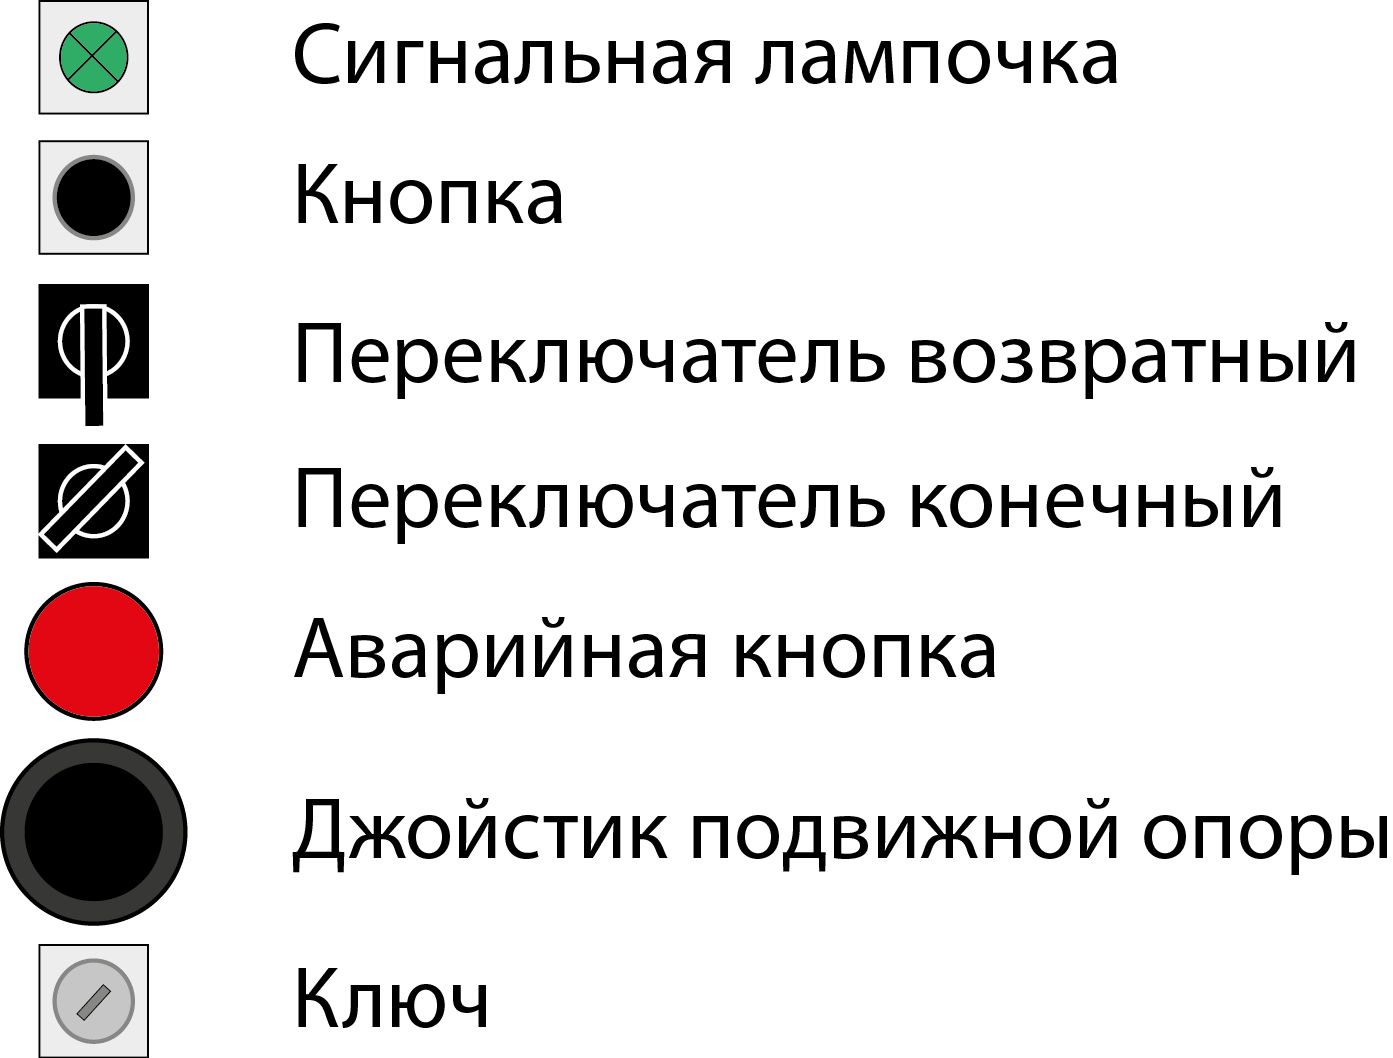 Сигнальная лампочка
Кнопка
Переключатель возвратный
Переключатель конечный
Аварийная кнопка
Джойстик подвижной опоры
Ключ